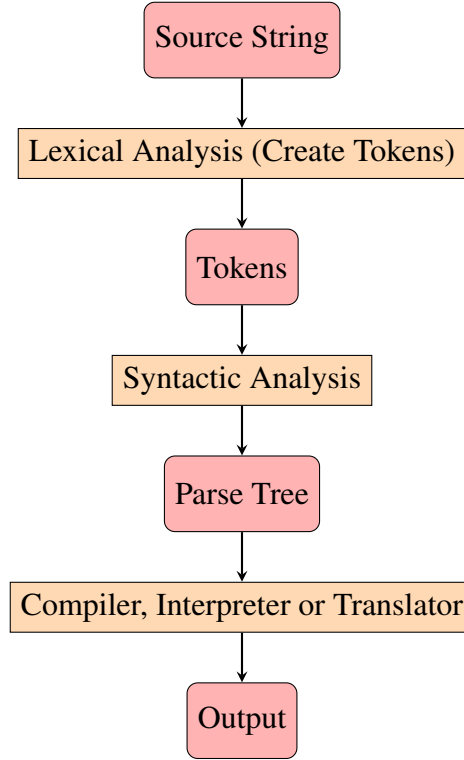 Source String
Lexical Analysis (Create Tokens)
Tokens
Syntactic Analysis
Parse Tree
Compiler, Interpreter or Translator
Output